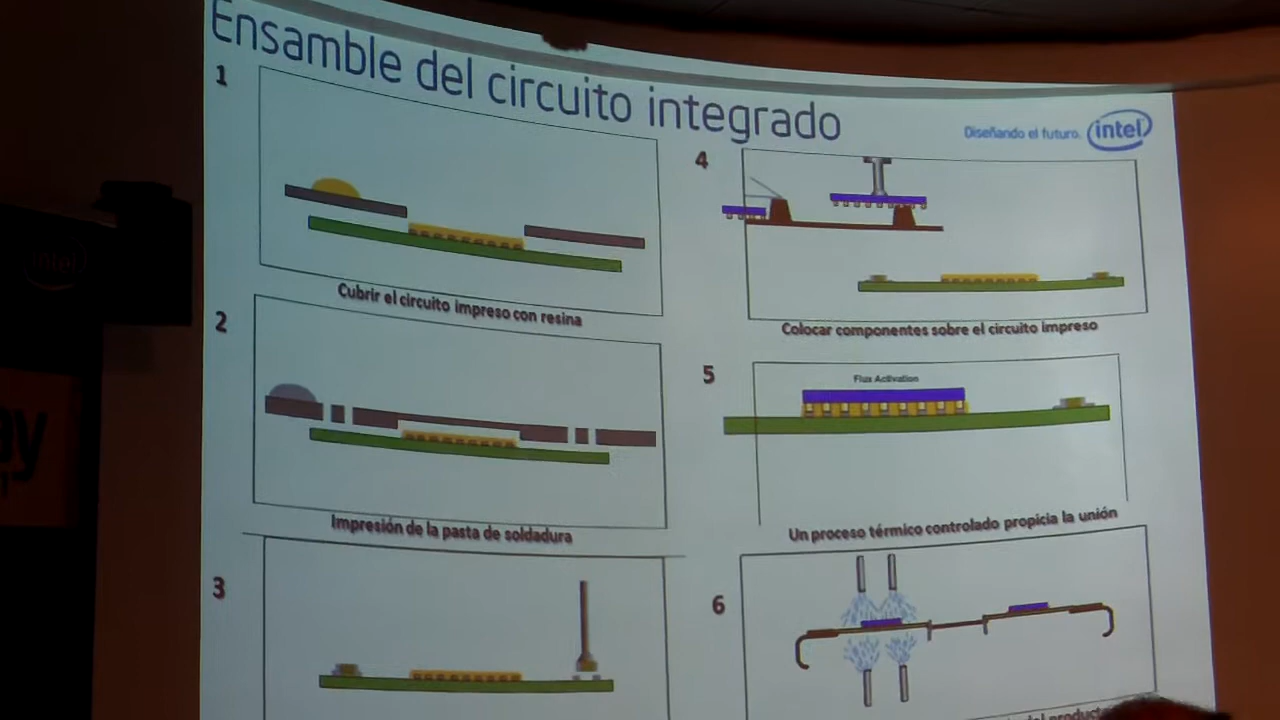 Ensamble del circuito integrado
Diseñando el futuro. intel
1
Cubrir el circuito impreso con resina
2
Impresión de la pasta de soldadura
3
4
Colocar componentes sobre el circuito impreso
5
Flux Activation
Un proceso térmico controlado propicia la unión
6